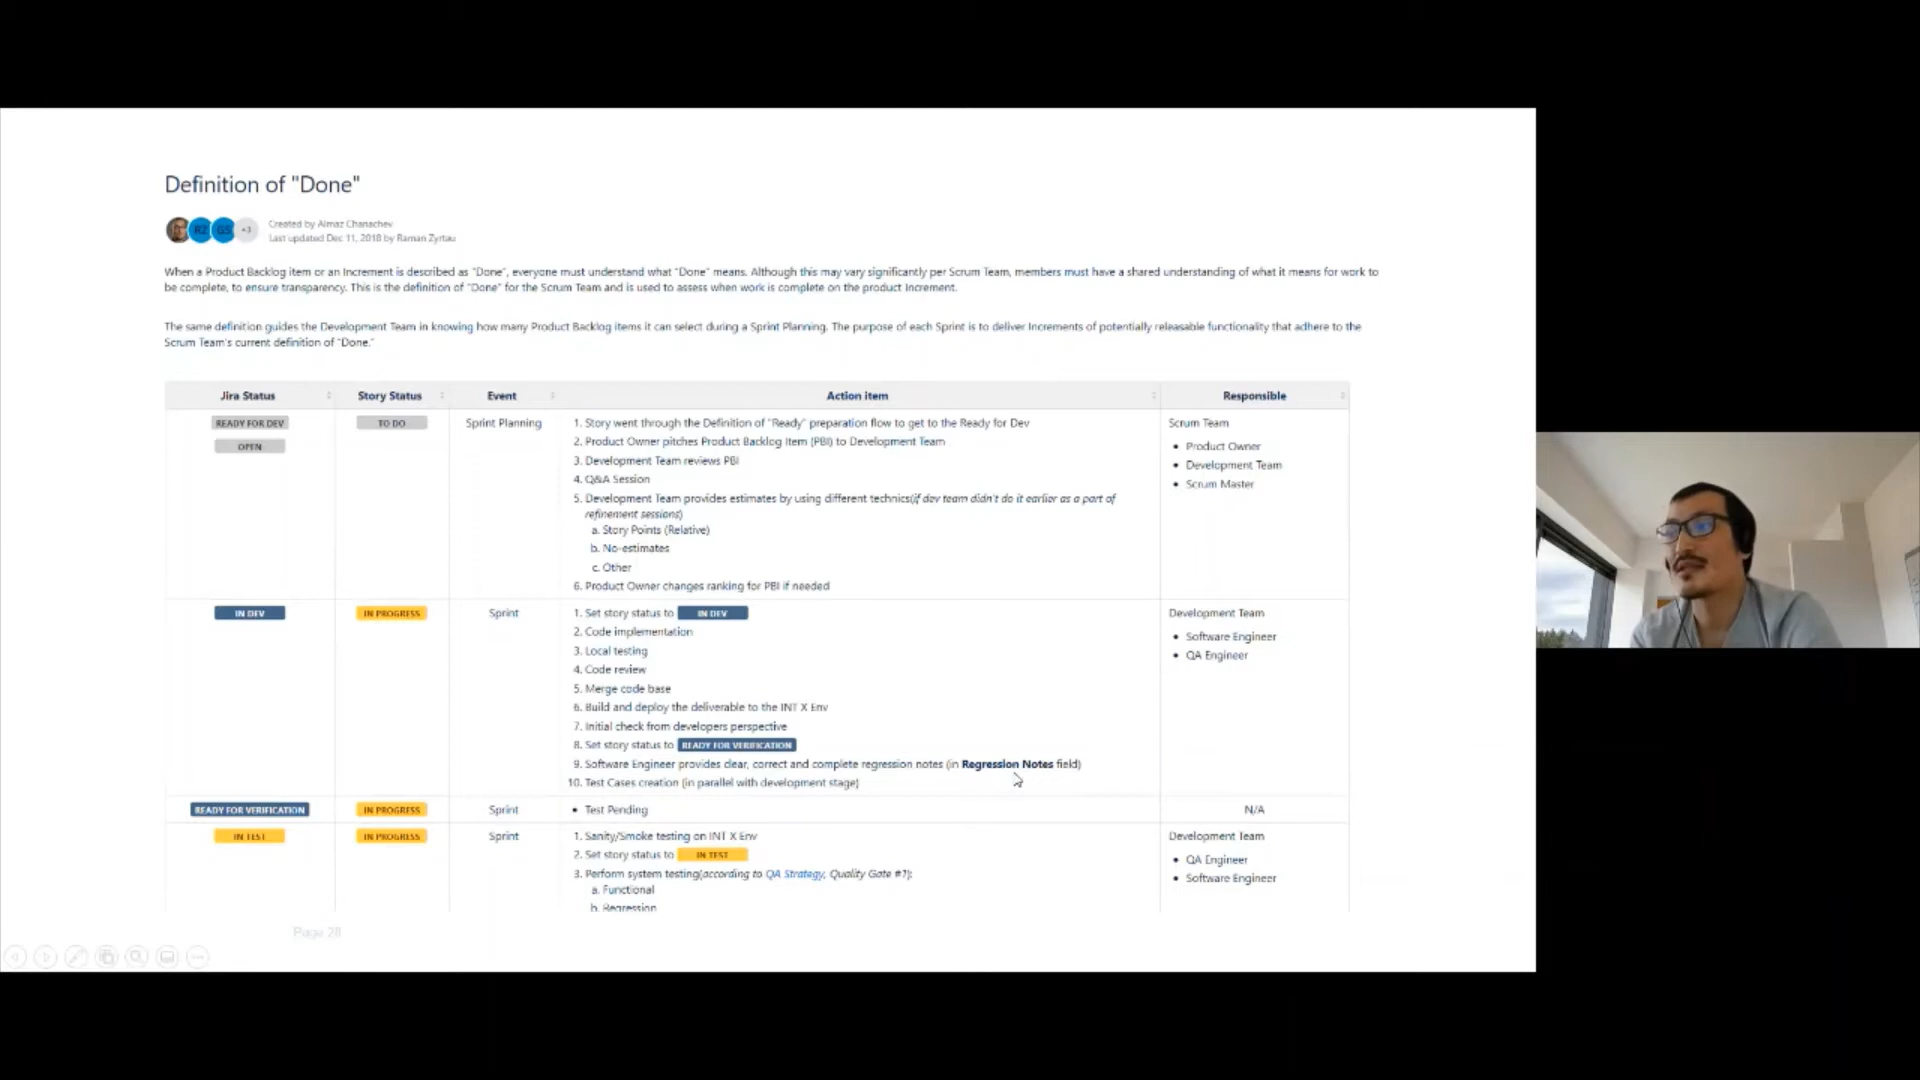 Definition of "Done"
RZ GS +3
Created by Almaz Chanachev
Last updated Dec 11, 2018 by Raman Zyrtau
When a Product Backlog item or an Increment is described as "Done", everyone must understand what "Done" means. Although this may vary significantly per Scrum Team, members must have a shared understanding of what it means for work to
be complete, to ensure transparency. This is the definition of "Done" for the Scrum Team and is used to assess when work is complete on the product Increment.
The same definition guides the Development Team in knowing how many Product Backlog items it can select during a Sprint Planning. The purpose of each Sprint is to deliver Increments of potentially releasable functionality that adhere to the
Scrum Team's current definition of "Done."
Jira Status Story Status Event Action item Responsible
READY FOR DEV TO DO Sprint Planning 1. Story went through the Definition of "Ready" preparation flow to get to the Ready for Dev Scrum Team
OPEN 2. Product Owner pitches Product Backlog Item (PBI) to Development Team • Product Owner
3. Development Team reviews PBI • Development Team
4. Q&A Session • Scrum Master
5. Development Team provides estimates by using different technics(if dev team didn't do it earlier as a part of
refinement sessions)
a. Story Points (Relative)
b. No-estimates
c. Other
6. Product Owner changes ranking for PBI if needed
IN DEV IN PROGRESS Sprint 1. Set story status to IN DEV Development Team
2. Code implementation • Software Engineer
3. Local testing • QA Engineer
4. Code review
5. Merge code base
6. Build and deploy the deliverable to the INT X Env
7. Initial check from developers perspective
8. Set story status to READY FOR VERIFICATION
9. Software Engineer provides clear, correct and complete regression notes (in Regression Notes field)
10. Test Cases creation (in parallel with development stage)
READY FOR VERIFICATION IN PROGRESS Sprint • Test Pending N/A
IN TEST IN PROGRESS Sprint 1. Sanity/Smoke testing on INT X Env Development Team
2. Set story status to IN TEST • QA Engineer
3. Perform system testing(according to QA Strategy, Quality Gate #1): • Software Engineer
a. Functional
b. Regression
Page 28